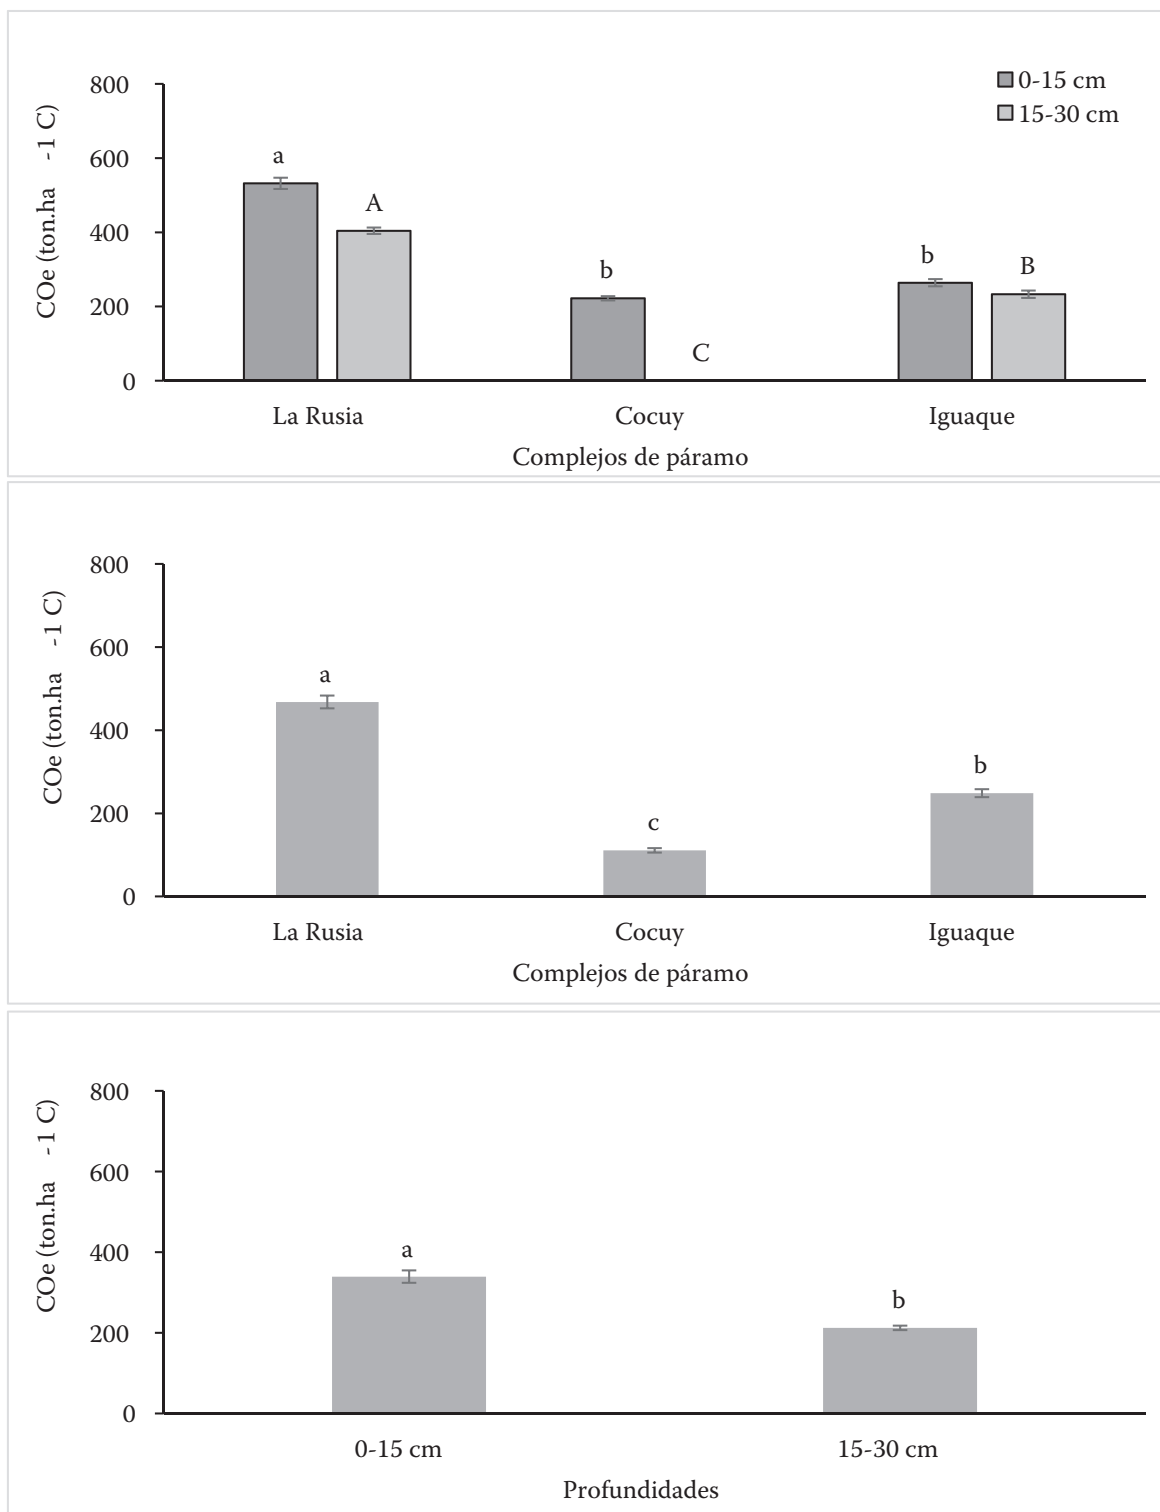 0-15 cm
15-30 cm
COe (ton.ha -1 C)
800
600
400
200
0
a
A
b
C
b
B
La Rusia
Cocuy
Iguaque
Complejos de páramo
COe (ton.ha -1 C)
800
600
400
200
0
a
c
b
La Rusia
Cocuy
Iguaque
Complejos de páramo
COe (ton.ha -1 C)
800
600
400
200
0
a
b
0-15 cm
15-30 cm
Profundidades